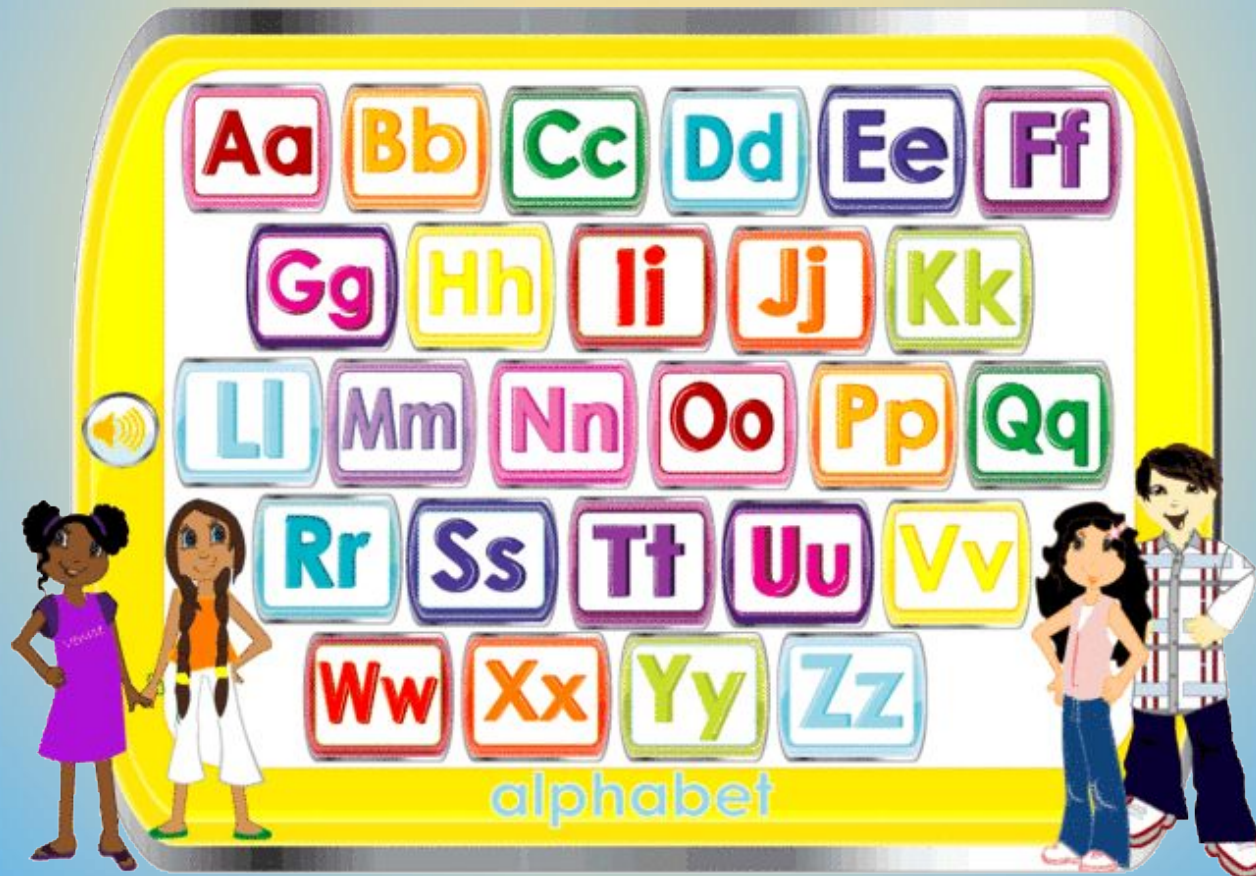 Aa Bb Cc Dd Ee Ff
Gg Hh Ii Jj Kk
Ll Mm Nn Oo Pp Qq
Rr Ss Tt Uu Vv
Ww Xx Yy Zz
alphabet